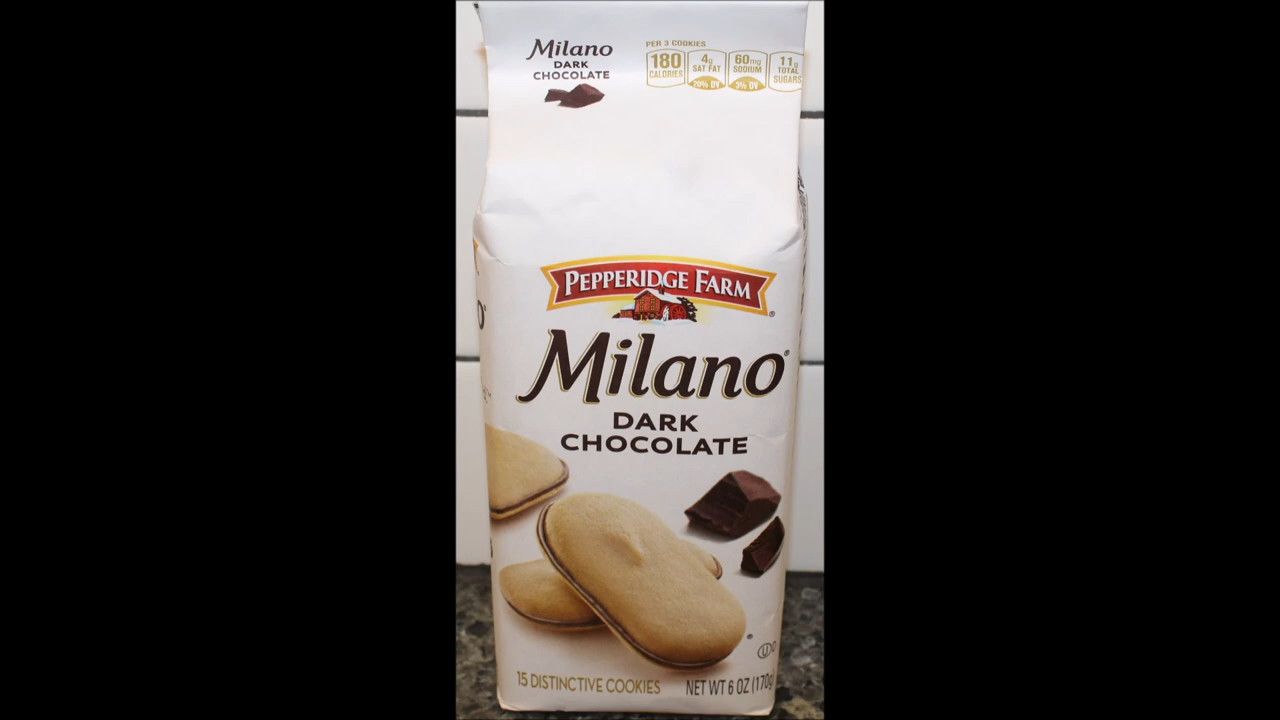 Milano
DARK
CHOCOLATE
PER 3 COOKIES
180
CALORIES
4g
SAT FAT
20% DV
60mg
SODIUM
3% DV
11g
TOTAL
SUGARS
PEPPERIDGE FARM®
Milano®
DARK
CHOCOLATE
15 DISTINCTIVE COOKIES
NET WT 6 OZ (170g
U D